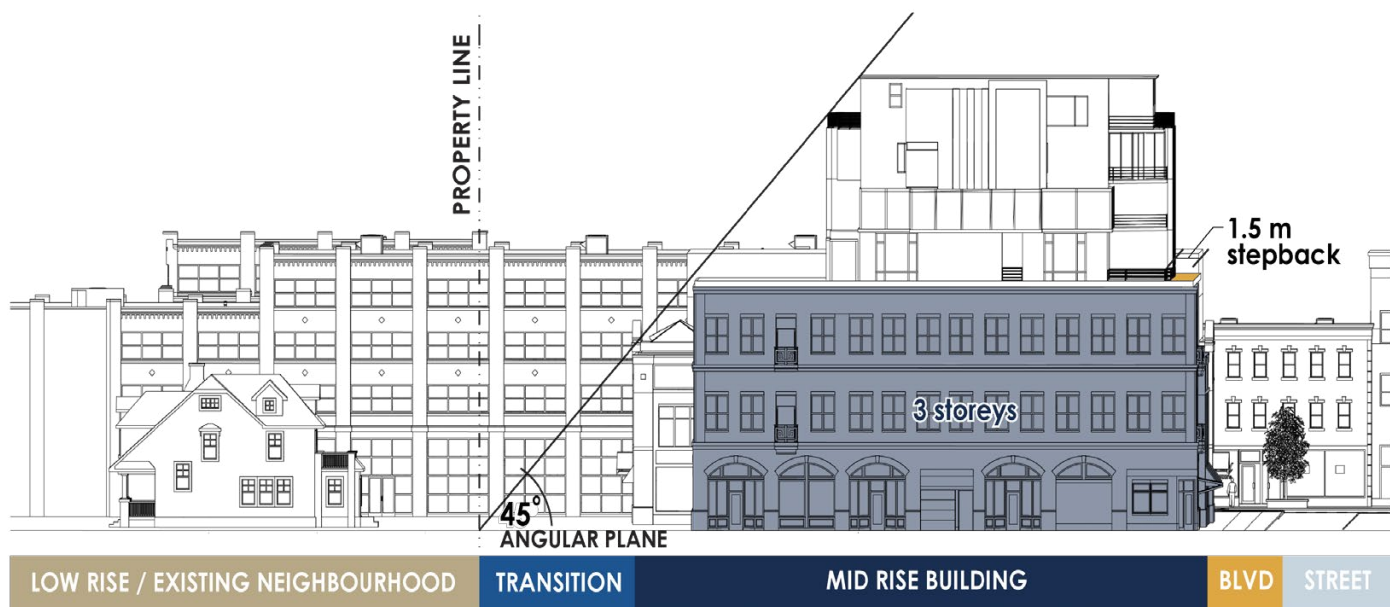 PROPERTY LINE
1.5 m
stepback
3 storeys
45°
ANGULAR PLANE
LOW RISE / EXISTING NEIGHBOURHOOD
TRANSITION
MID RISE BUILDING
BLVD
STREET